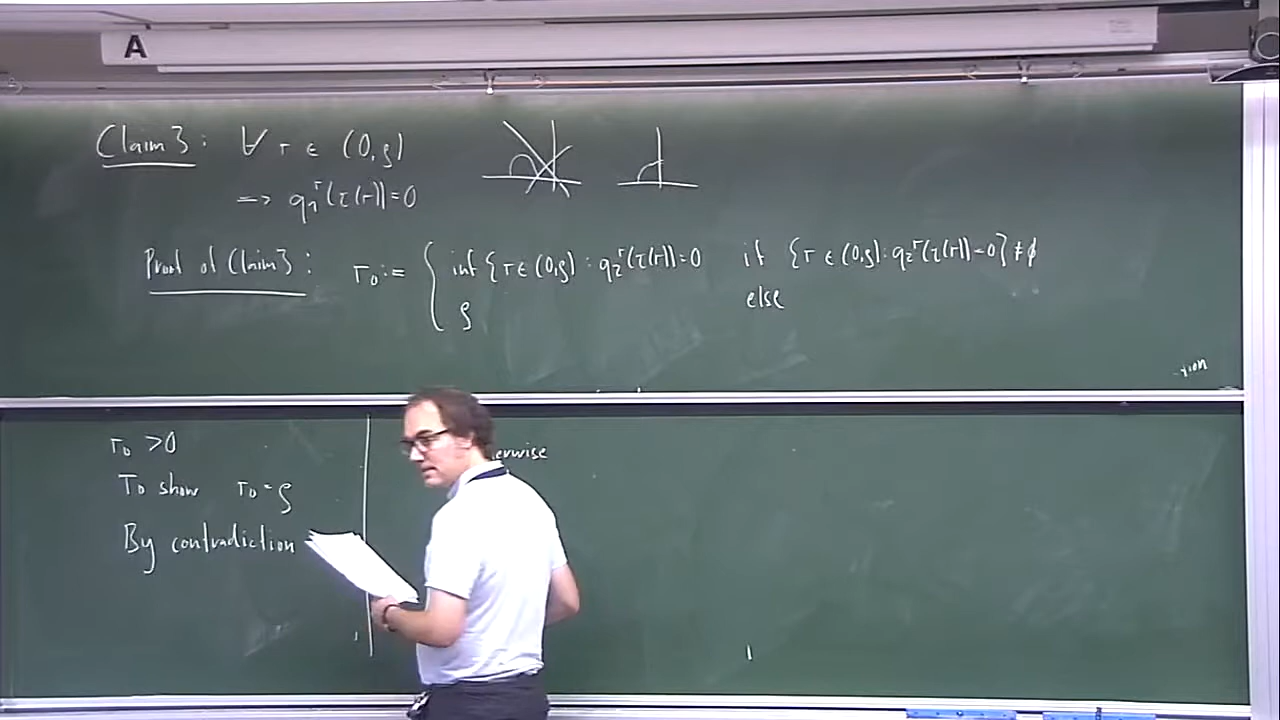 A
Claim 3: ∀ r ∈ (0,ρ)
=> q₁ʳ(τ(r))=0
Proof of Claim 3: r₀ := { inf { r ∈ (0,ρ) : q₂ʳ(τ(r))=0 if {r ∈ (0,ρ): q₂ʳ(τ(r))=0} ≠ ∅
ρ else
r₀ >0
To show r₀ = ρ
By contradiction
erwise